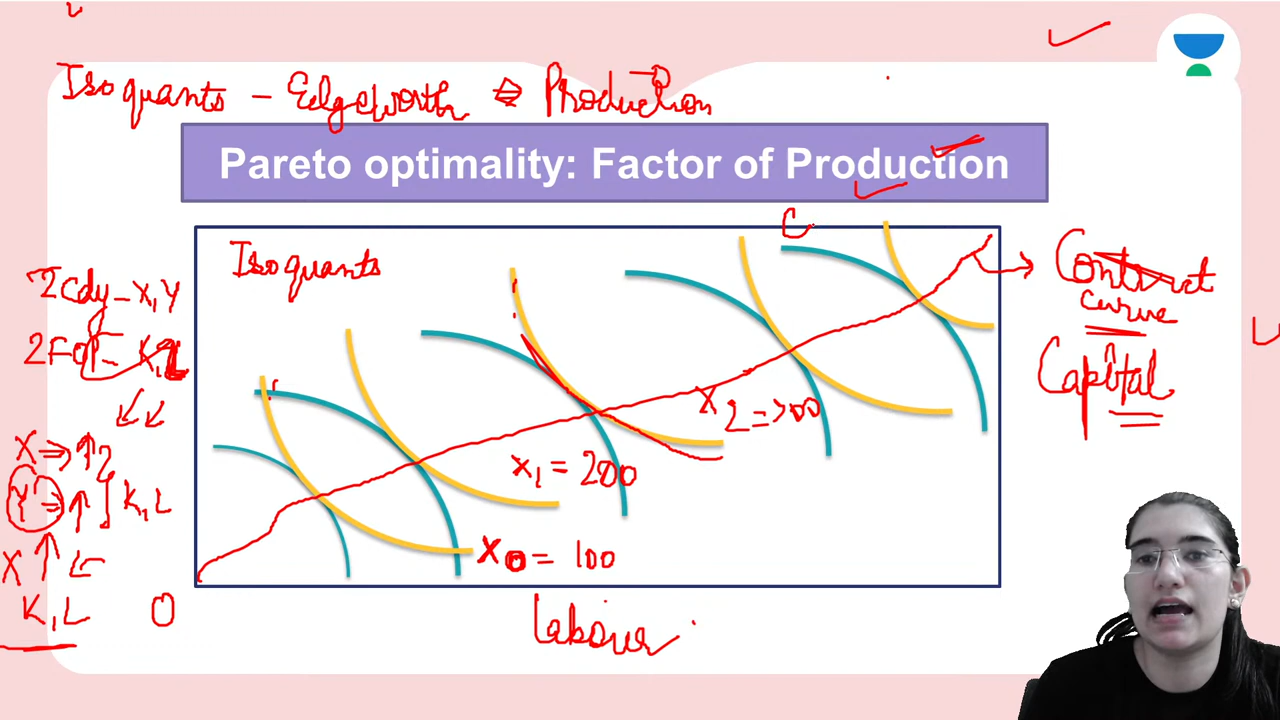 Isoquants - Edgeworth ⇔ Production
Pareto optimality: Factor of Production
C
Isoquants
Contract
curve
Capital
2 Cdy - X, Y
2 FOP -
X ⇒ ↑
Y ⇒ ↑ ] K, L
X ↑ ⇐
K, L O
X2 = 300
X1 = 200
X0 = 100
Labour